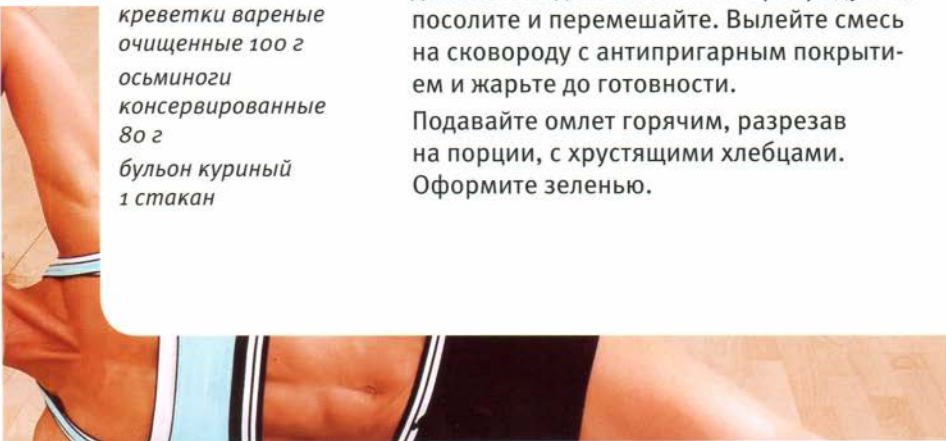 креветки вареные
очищенные 100 г
осьминоги
консервированные
80 г
бульон куриный
1 стакан
посолите и перемешайте. Вылейте смесь
на сковороду с антипригарным покрыти-
ем и жарьте до готовности.
Подавайте омлет горячим, разрезав
на порции, с хрустящими хлебцами.
Оформите зеленью.